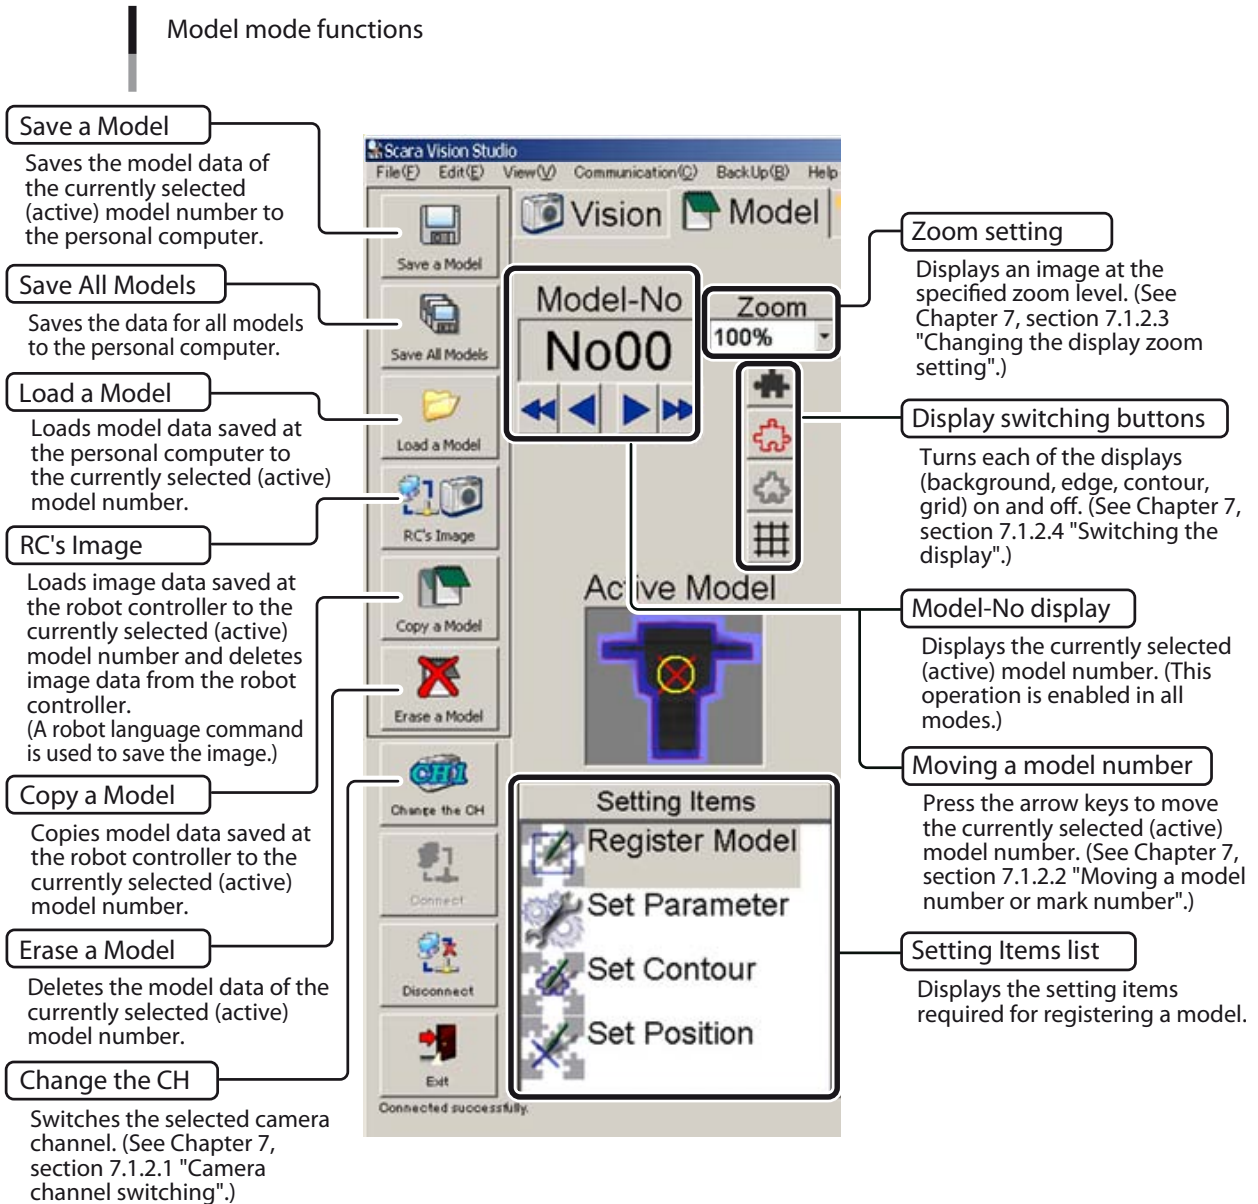 Model mode functions
Save a Model
Saves the model data of
the currently selected
(active) model number to
the personal computer.
Save All Models
Saves the data for all models
to the personal computer.
Load a Model
Loads model data saved at
the personal computer to
the currently selected (active)
model number.
RC's Image
Loads image data saved at
the robot controller to the
currently selected (active)
model number and deletes
image data from the robot
controller.
(A robot language command
is used to save the image.)
Copy a Model
Copies model data saved at
the robot controller to the
currently selected (active)
model number.
Erase a Model
Deletes the model data of the
currently selected (active)
model number.
Change the CH
Switches the selected camera
channel. (See Chapter 7,
section 7.1.2.1 "Camera
channel switching".)
Scara Vision Studio
File(F) Edit(E) View(V) Communication(C) BackUp(B) Help
Save a Model
Save All Models
Load a Model
RC's Image
Copy a Model
Erase a Model
CH1
Change the CH
Connect
Disconnect
Exit
Connected successfully.
Vision Model
Model-No
No00
Zoom
100%
Active Model
Setting Items
Register Model
Set Parameter
Set Contour
Set Position
Zoom setting
Displays an image at the
specified zoom level. (See
Chapter 7, section 7.1.2.3
"Changing the display zoom
setting".)
Display switching buttons
Turns each of the displays
(background, edge, contour,
grid) on and off. (See Chapter 7,
section 7.1.2.4 "Switching the
display".)
Model-No display
Displays the currently selected
(active) model number. (This
operation is enabled in all
modes.)
Moving a model number
Press the arrow keys to move
the currently selected (active)
model number. (See Chapter 7,
section 7.1.2.2 "Moving a model
number or mark number".)
Setting Items list
Displays the setting items
required for registering a model.